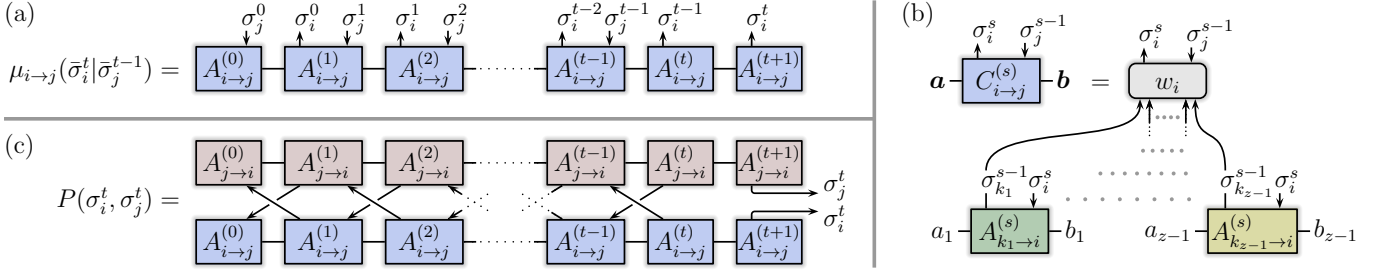 (a)
σ_j^0 σ_i^0 σ_j^1 σ_i^1 σ_j^2 σ_i^{t−2} σ_j^{t−1} σ_i^{t−1} σ_i^t
μ_{i→j}(σ̄_i^t|σ̄_j^{t−1}) = A_{i→j}^{(0)} A_{i→j}^{(1)} A_{i→j}^{(2)} ········ A_{i→j}^{(t−1)} A_{i→j}^{(t)} A_{i→j}^{(t+1)}
(c)
A_{j→i}^{(0)} A_{j→i}^{(1)} A_{j→i}^{(2)} ········ A_{j→i}^{(t−1)} A_{j→i}^{(t)} A_{j→i}^{(t+1)}
σ_j^t
P(σ_i^t, σ_j^t) =
σ_i^t
A_{i→j}^{(0)} A_{i→j}^{(1)} A_{i→j}^{(2)} ········ A_{i→j}^{(t−1)} A_{i→j}^{(t)} A_{i→j}^{(t+1)}
(b)
σ_i^s σ_j^{s−1} σ_i^s σ_j^{s−1}
a C_{i→j}^{(s)} b = w_i
σ_{k_1}^{s−1} σ_i^s σ_{k_{z−1}}^{s−1} σ_i^s
a_1 A_{k_1→i}^{(s)} b_1 a_{z−1} A_{k_{z−1}→i}^{(s)} b_{z−1}